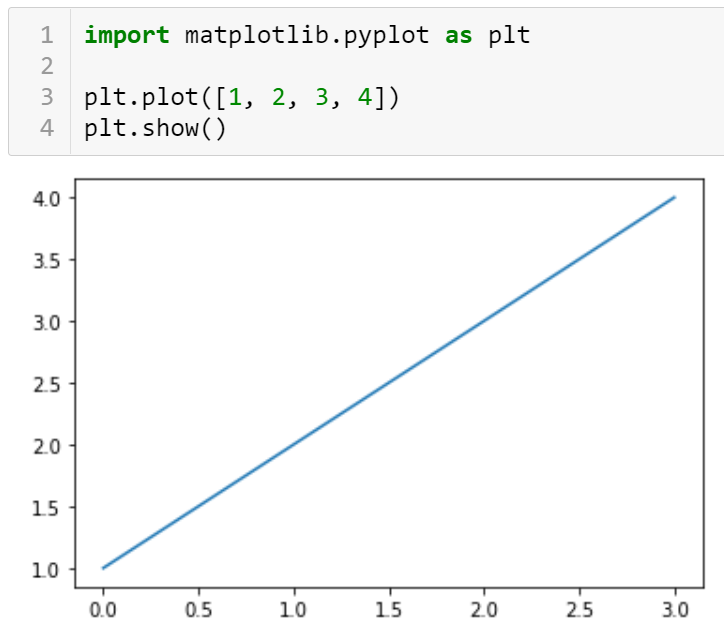 1 import matplotlib.pyplot as plt
2
3 plt.plot([1, 2, 3, 4])
4 plt.show()
4.0
3.5
3.0
2.5
2.0
1.5
1.0
0.0 0.5 1.0 1.5 2.0 2.5 3.0